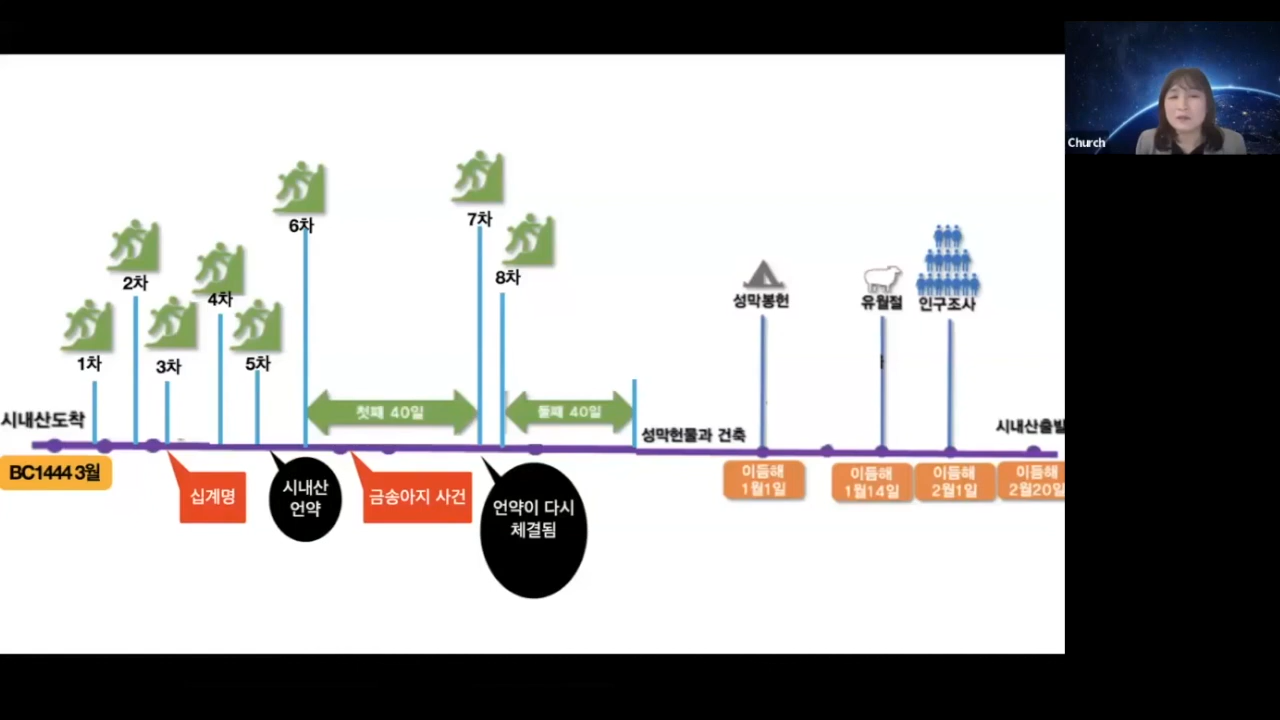 Church
6차
7차
2차
4차
8차
1차
3차
5차
성막봉헌
유월절
인구조사
첫째 40일
둘째 40일
시내산도착
성막헌물과 건축
시내산출발
BC1444 3월
십계명
시내산
언약
금송아지 사건
언약이 다시
체결됨
이듬해
1월1일
이듬해
1월14일
이듬해
2월1일
이듬해
2월20일